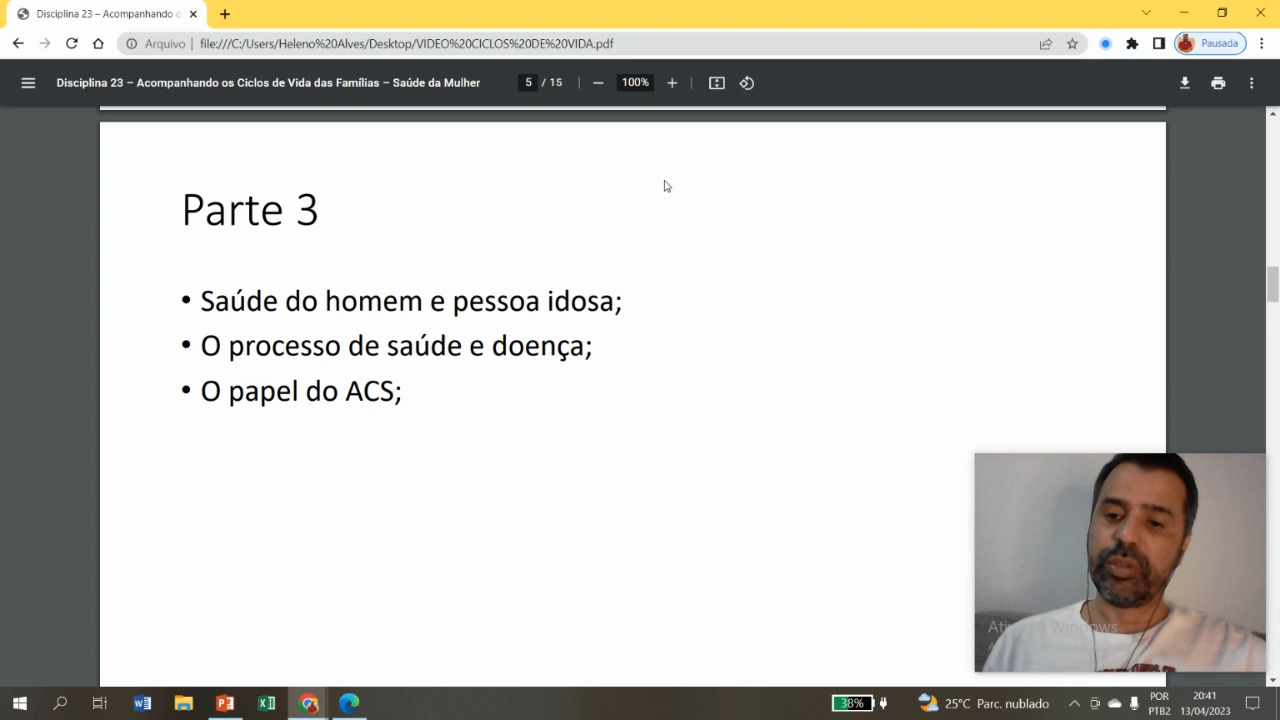 Disciplina 23 – Acompanhando o
Pausada
Arquivo
file:///C:/Users/Heleno%20Alves/Desktop/VIDEO%20CICLOS%20DE%20VIDA.pdf
Disciplina 23 – Acompanhando os Ciclos de Vida das Famílias – Saúde da Mulher
5 / 15
100%
Parte 3
• Saúde do homem e pessoa idosa;
• O processo de saúde e doença;
• O papel do ACS;
Windows
38%
25°C Parc. nublado
POR
PTB2
20:41
13/04/2023